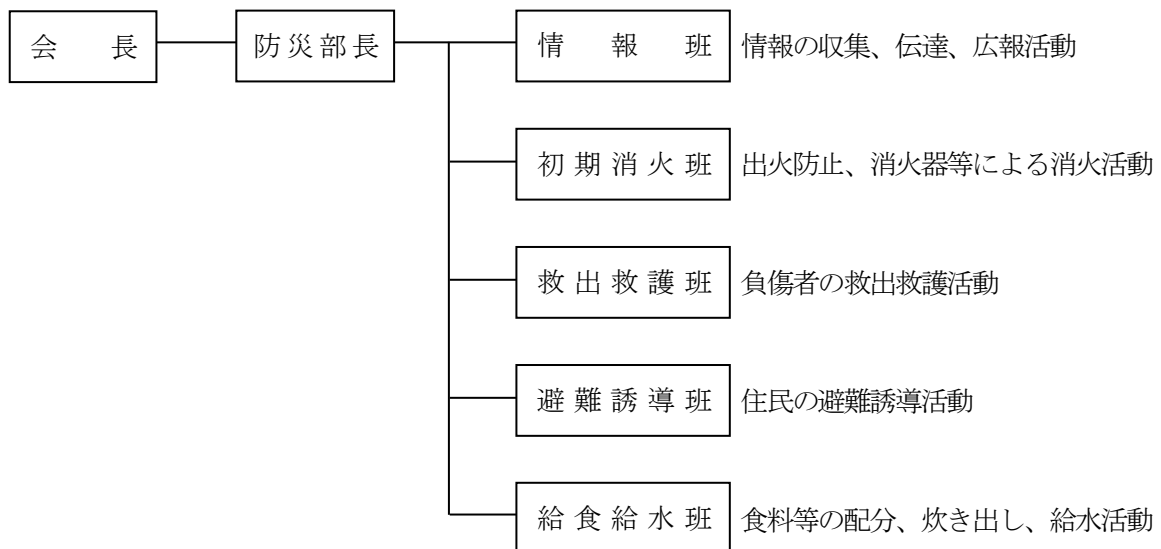 会長 防災部長 情報班 情報の収集、伝達、広報活動
初期消火班 出火防止、消火器等による消火活動
救出救護班 負傷者の救出救護活動
避難誘導班 住民の避難誘導活動
給食給水班 食料等の配分、炊き出し、給水活動